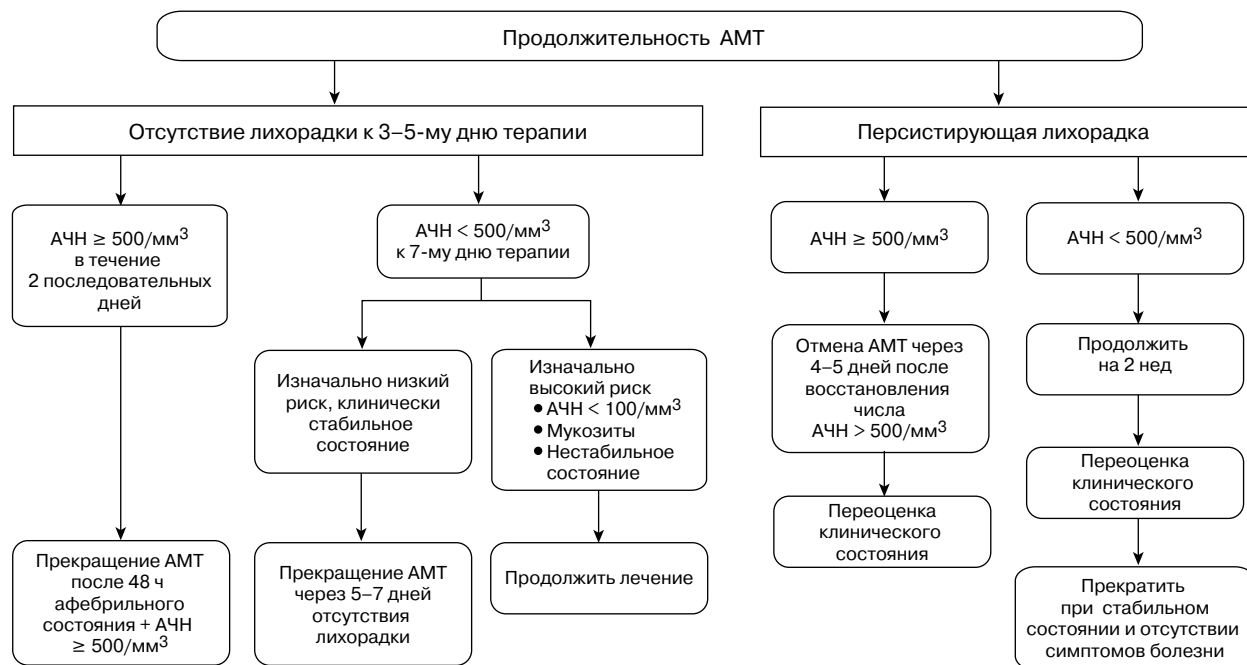 Продолжительность АМТ
Отсутствие лихорадки к 3–5-му дню терапии
АЧН ≥ 500/мм³
в течение
2 последовательных
дней
Прекращение АМТ
после 48 ч
афебрильного
состояния + АЧН
≥ 500/мм³
АЧН < 500/мм³
к 7-му дню терапии
Изначально низкий
риск, клинически
стабильное
состояние
Прекращение АМТ
через 5–7 дней
отсутствия
лихорадки
Изначально
высокий риск
● АЧН < 100/мм³
● Мукозиты
● Нестабильное
состояние
Продолжить лечение
Персистирующая лихорадка
АЧН ≥ 500/мм³
Отмена АМТ через
4–5 дней после
восстановления
числа
АЧН > 500/мм³
Переоценка
клинического
состояния
АЧН < 500/мм³
Продолжить
на 2 нед
Переоценка
клинического
состояния
Прекратить
при стабильном
состоянии и отсутствии
симптомов болезни